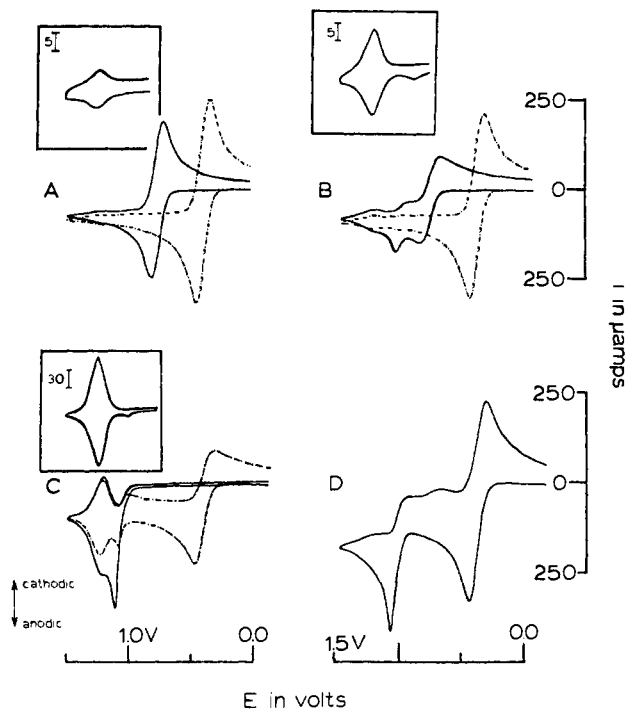 5
5
A
B
250
0
250
I in μamps
30
C
D
250
0
250
cathodic
anodic
1.0V
0.0
1.5V
0.0
E in volts